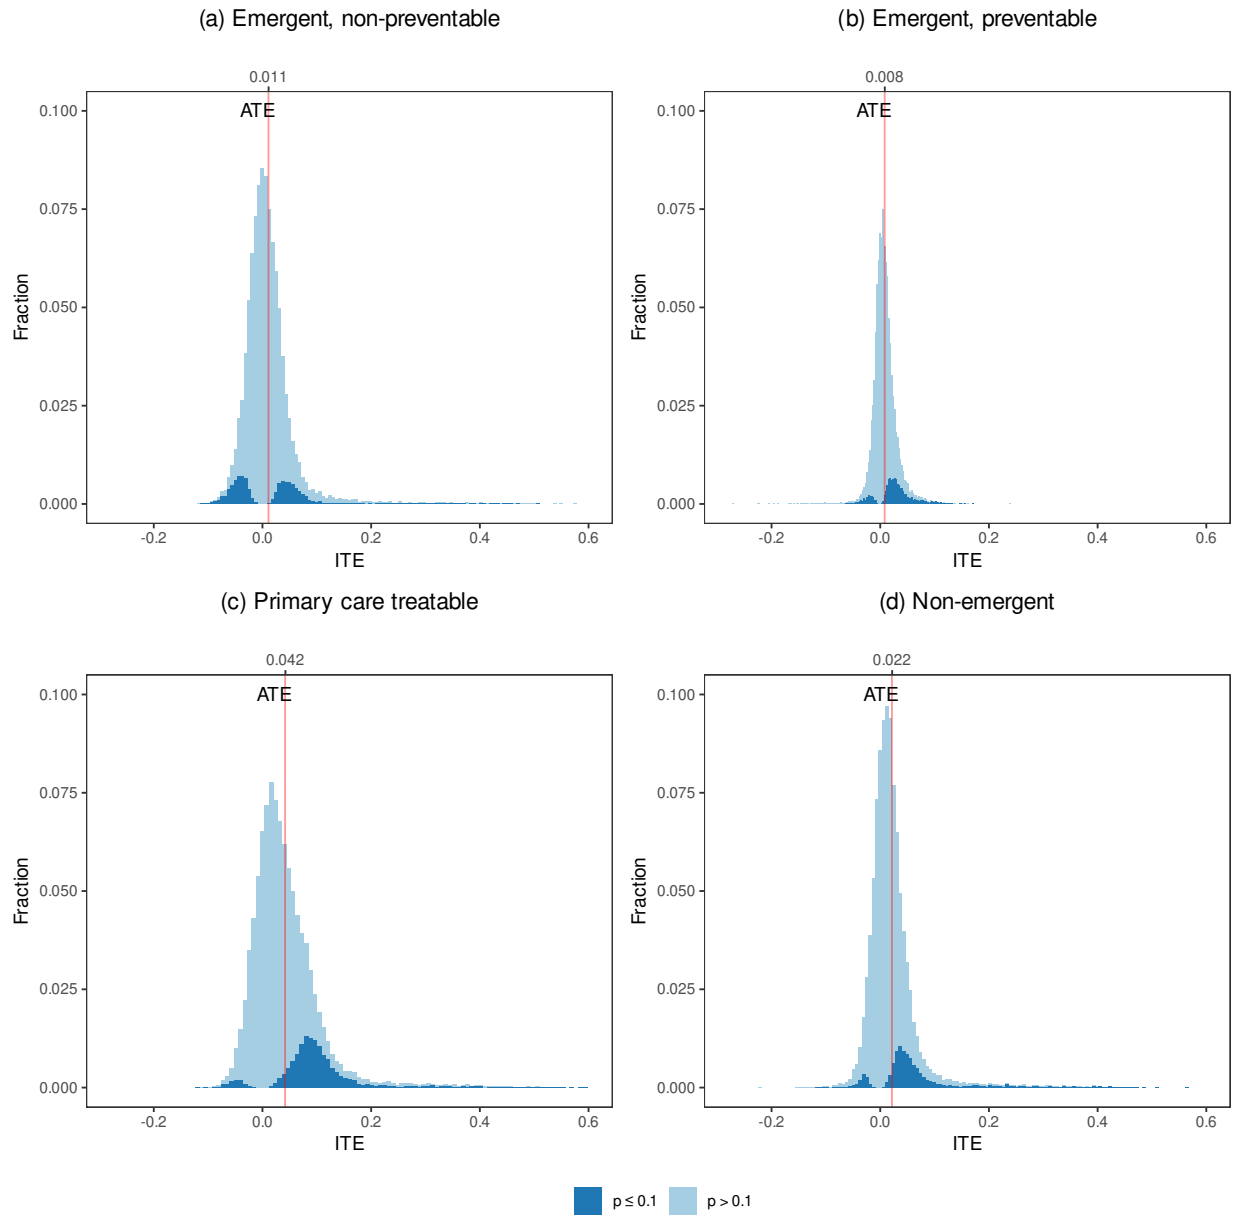 (a) Emergent, non-preventable
0.011
ATE
0.100
0.075
0.050
0.025
0.000
Fraction
-0.2 0.0 0.2 0.4 0.6
ITE
(b) Emergent, preventable
0.008
ATE
0.100
0.075
0.050
0.025
0.000
Fraction
-0.2 0.0 0.2 0.4 0.6
ITE
(c) Primary care treatable
0.042
ATE
0.100
0.075
0.050
0.025
0.000
Fraction
-0.2 0.0 0.2 0.4 0.6
ITE
(d) Non-emergent
0.022
ATE
0.100
0.075
0.050
0.025
0.000
Fraction
-0.2 0.0 0.2 0.4 0.6
ITE
p ≤ 0.1 p > 0.1